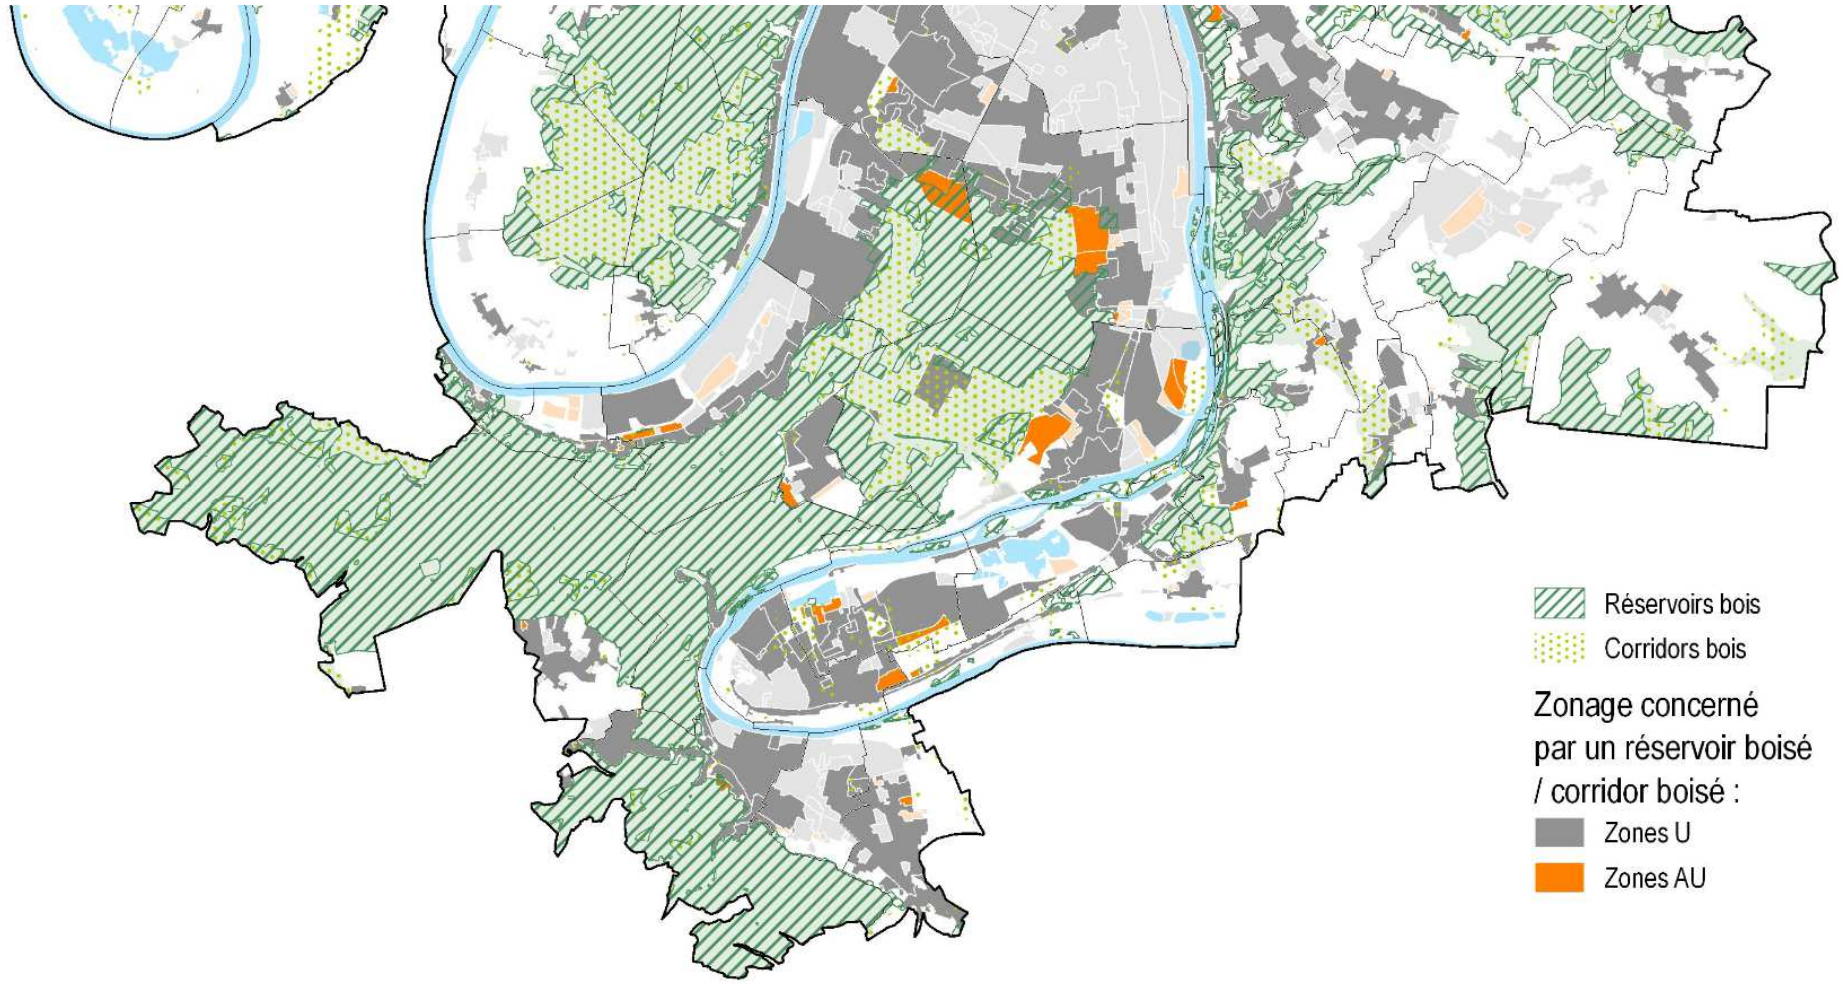 Réservoirs bois
Corridors bois
Zonage concerné
par un réservoir boisé
/ corridor boisé :
Zones U
Zones AU